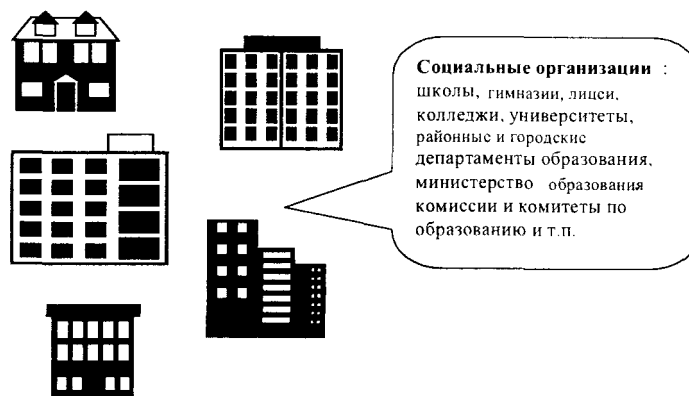 Социальные организации :
школы, гимназии, лицеи,
колледжи, университеты,
районные и городские
департаменты образования,
министерство образования
комиссии и комитеты по
образованию и т.п.